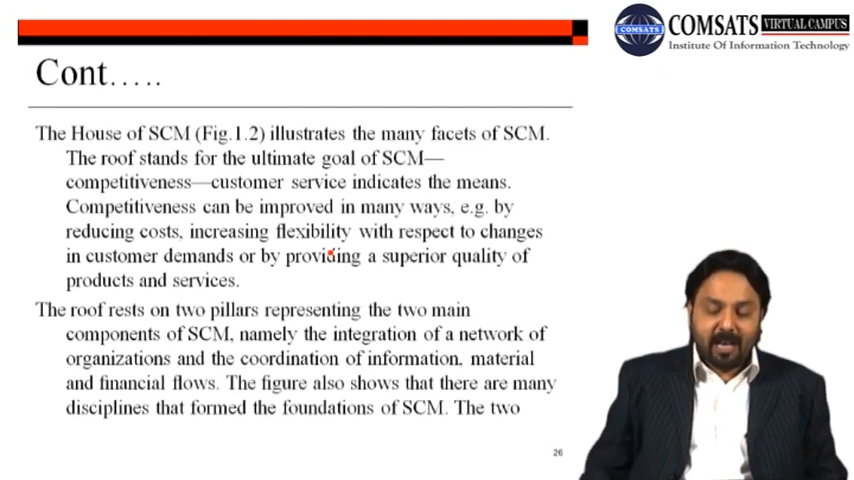 COMSATS
COMSATS VIRTUAL CAMPUS
Institute Of Information Technology
Cont…..
The House of SCM (Fig.1.2) illustrates the many facets of SCM.
The roof stands for the ultimate goal of SCM—
competitiveness—customer service indicates the means.
Competitiveness can be improved in many ways, e.g. by
reducing costs, increasing flexibility with respect to changes
in customer demands or by providing a superior quality of
products and services.
The roof rests on two pillars representing the two main
components of SCM, namely the integration of a network of
organizations and the coordination of information, material
and financial flows. The figure also shows that there are many
disciplines that formed the foundations of SCM. The two
26